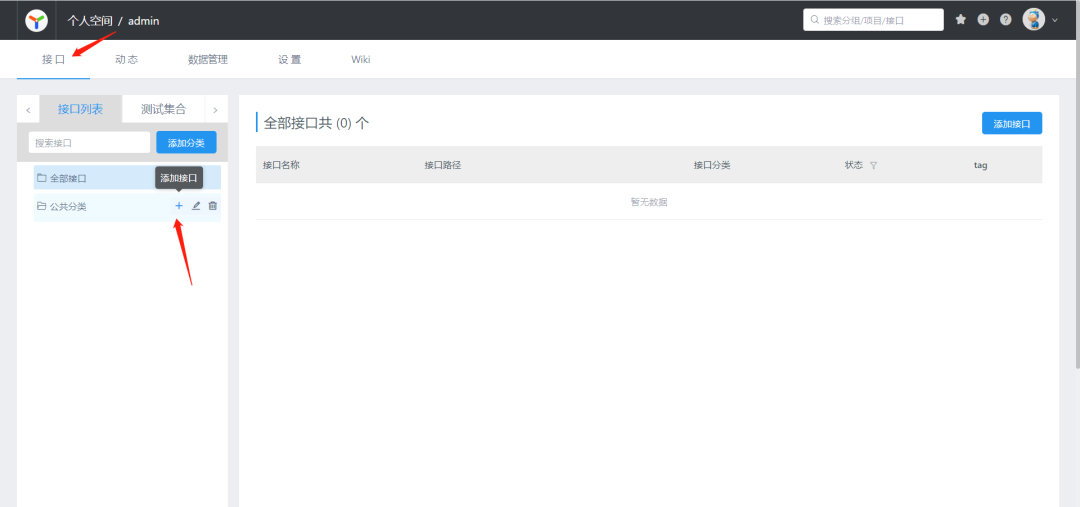 个人空间 / admin
搜索分组/项目/接口
接 口 动 态 数据管理 设 置 Wiki
接口列表 测试集合
搜索接口 添加分类
全部接口
添加接口
公共分类
全部接口共 (0) 个
添加接口
接口名称 接口路径 接口分类 状态 tag
暂无数据